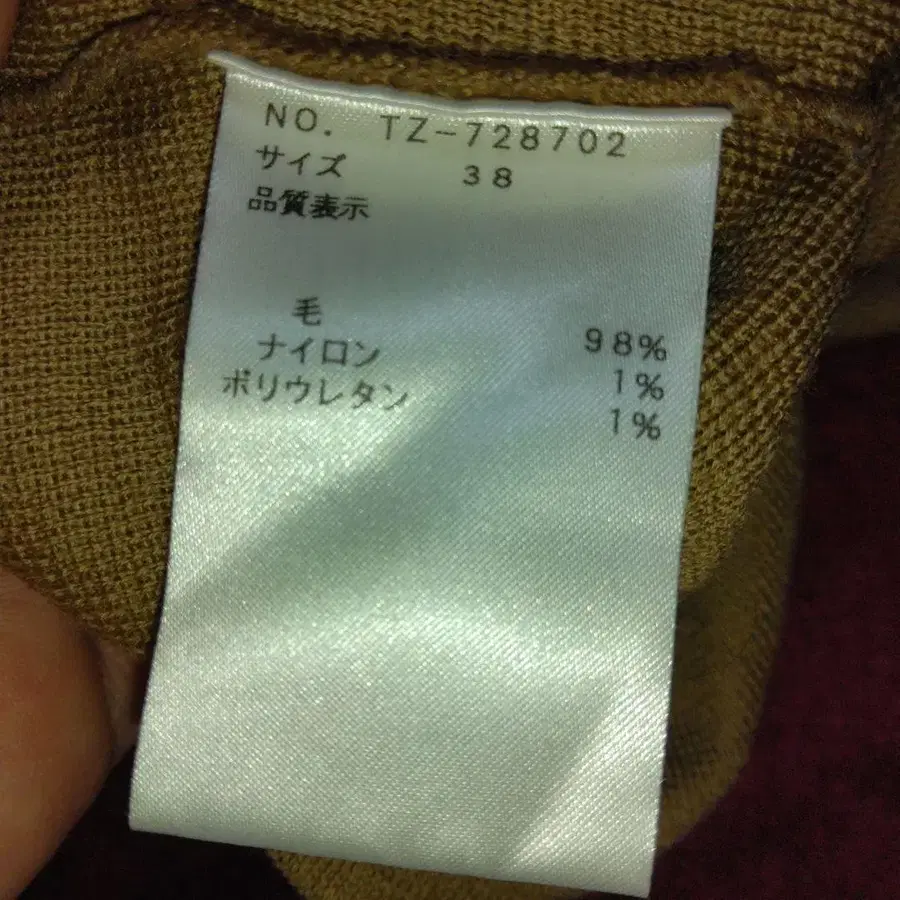 NO. TZ-728702
サイズ 38
品質表示
毛 98%
ナイロン 1%
ポリウレタン 1%